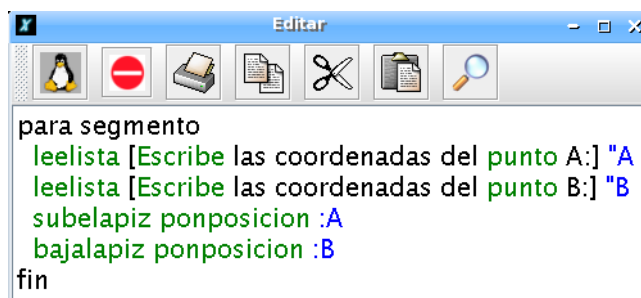 Editar
para segmento
leelista [Escribe las coordenadas del punto A:] "A
leelista [Escribe las coordenadas del punto B:] "B
subelapiz ponposicion :A
bajalapiz ponposicion :B
fin